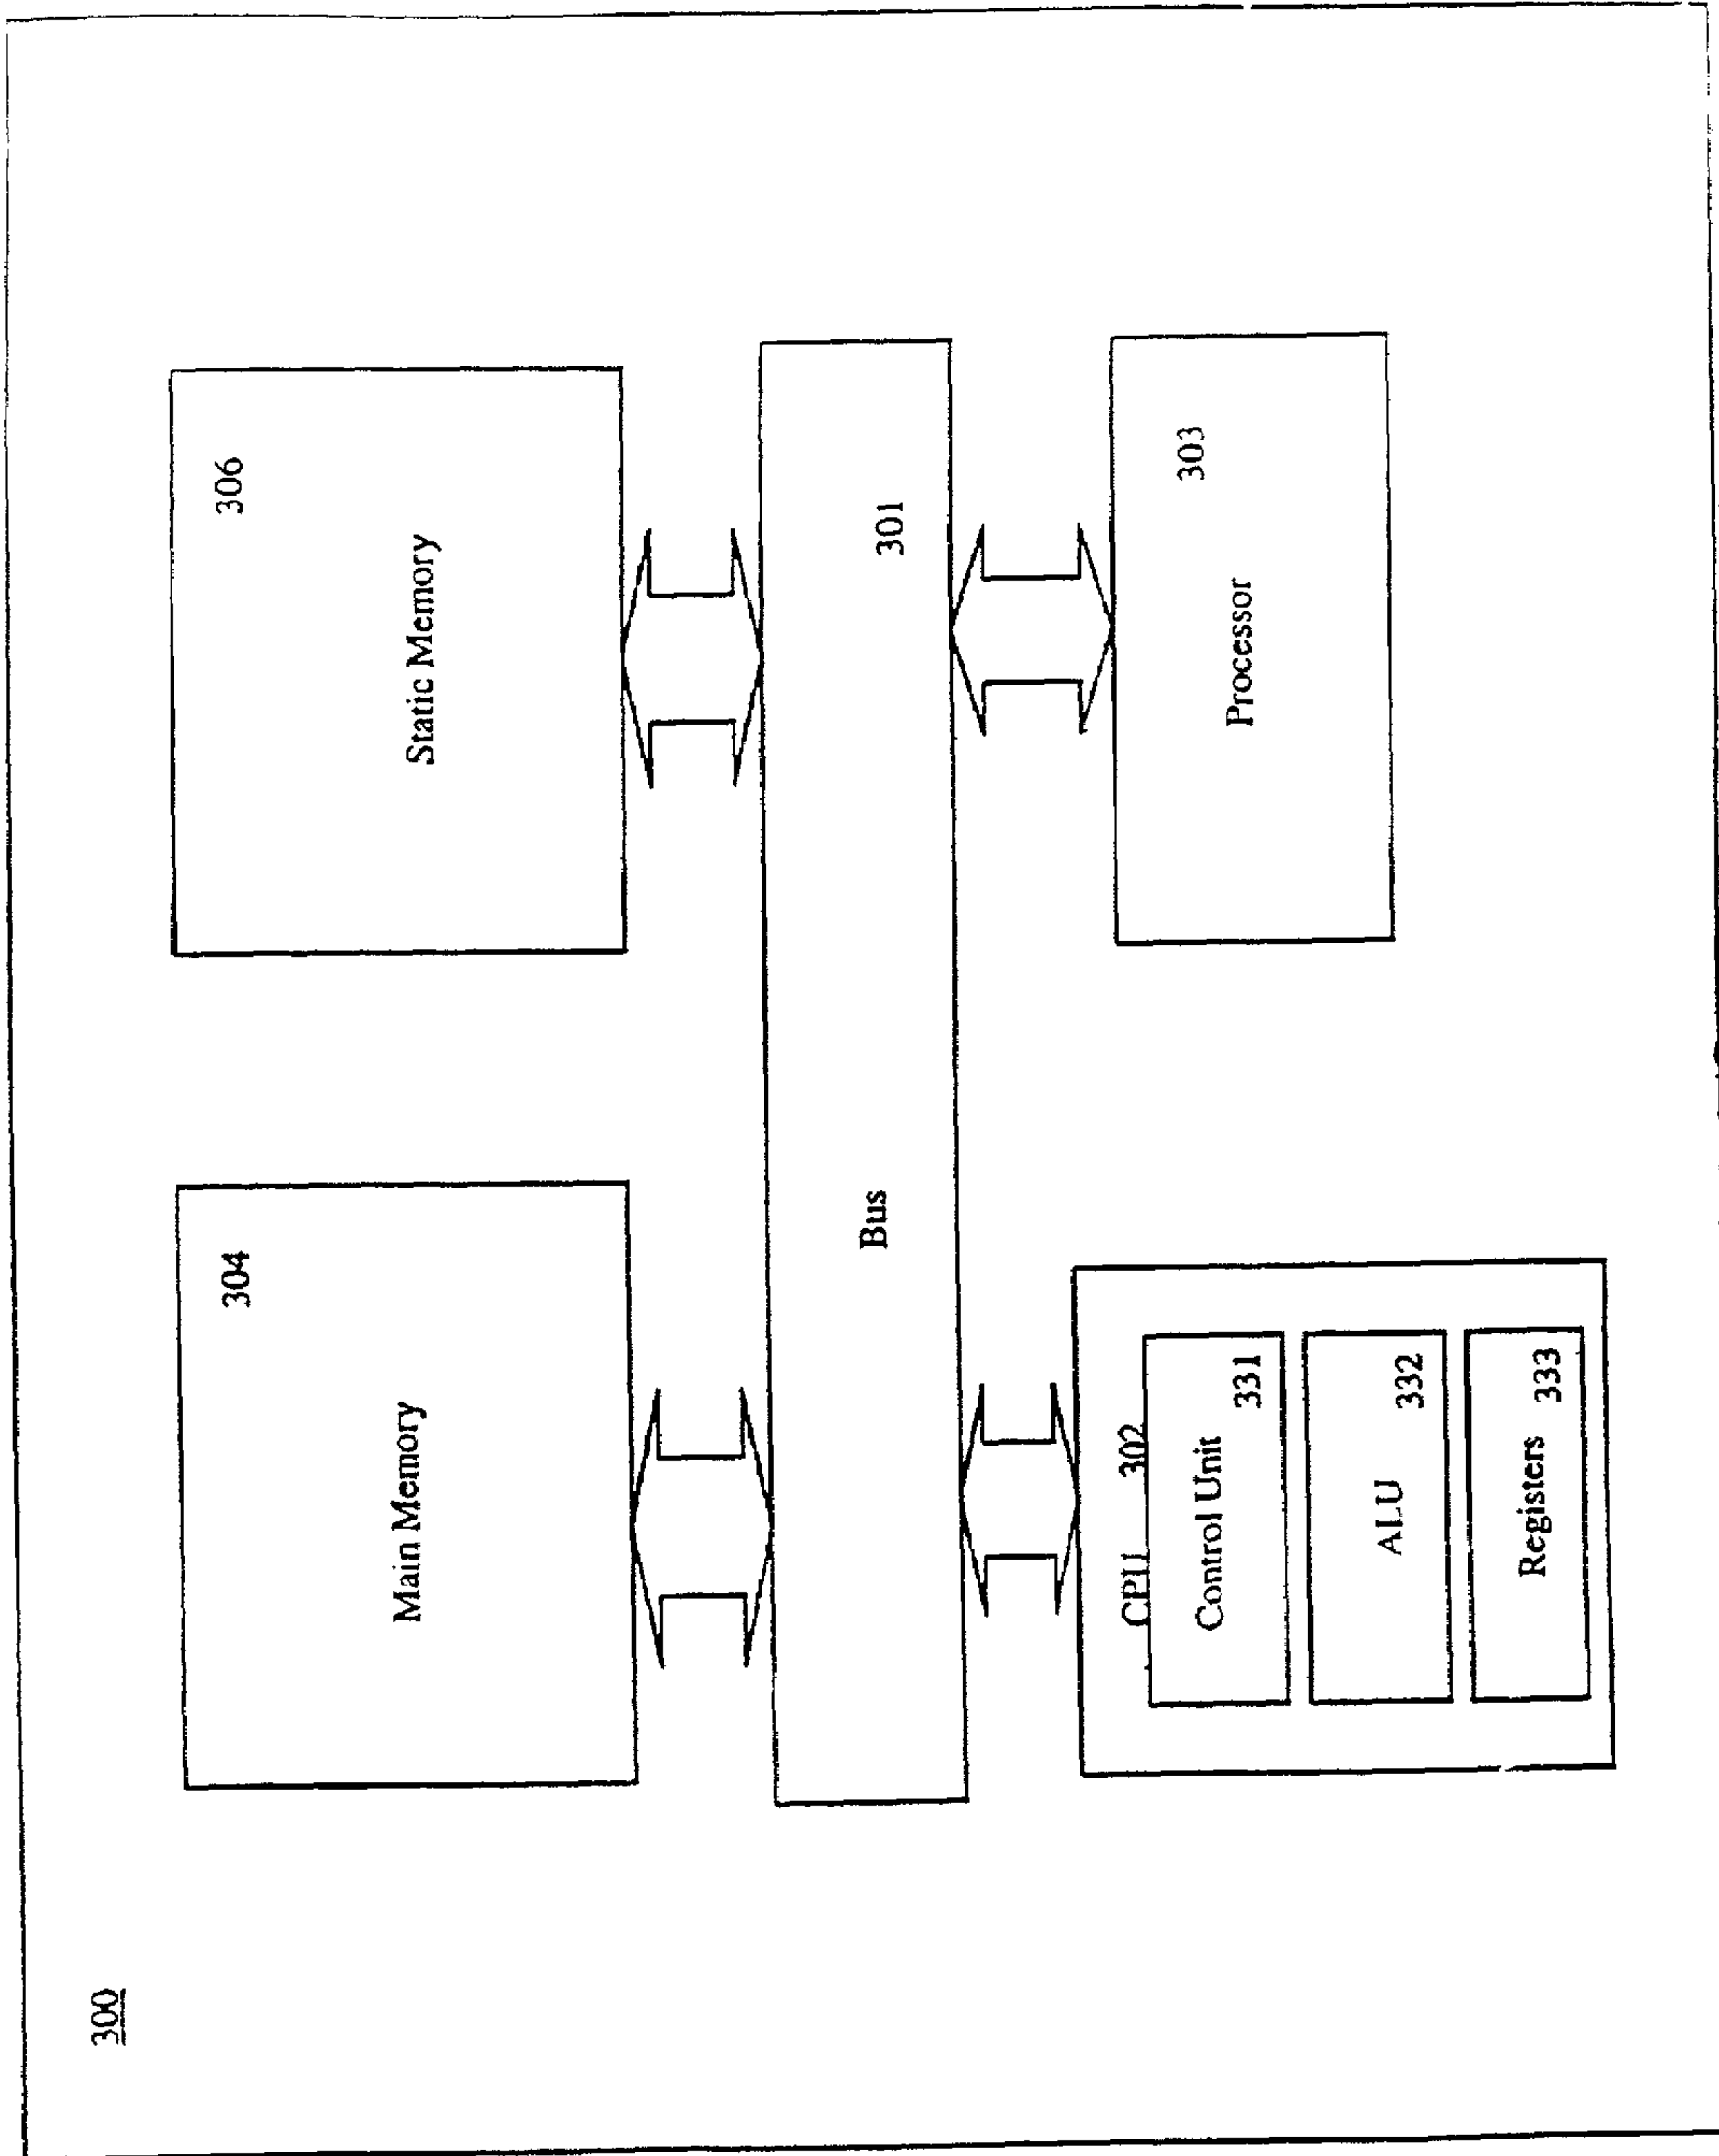 300
304
Main Memory
306
Static Memory
Bus
301
CPU 302
Control Unit
331
ALU
332
Registers
333
303
Processor